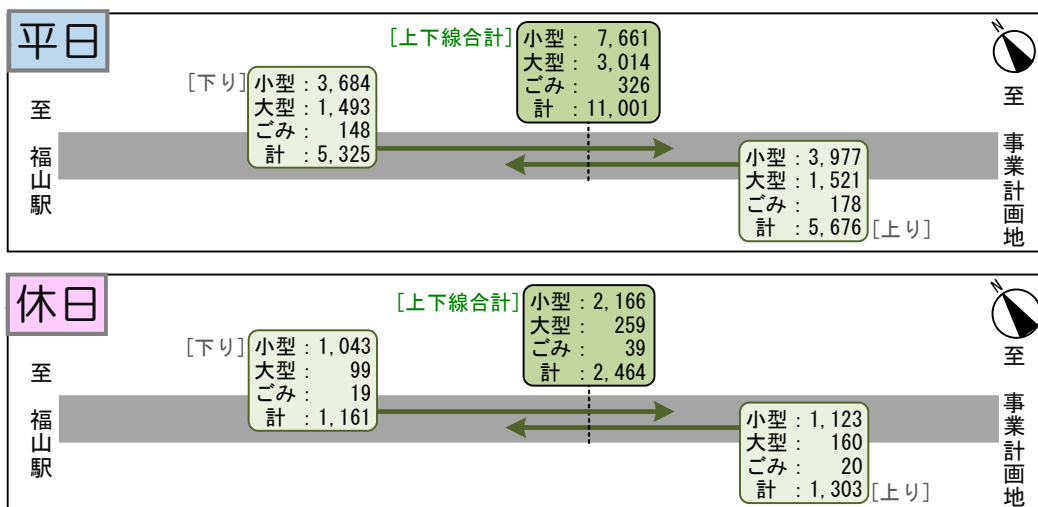 平日
[上下線合計]
小型： 7,661
大型： 3,014
ごみ： 326
計 ：11,001
N
至 事業計画地
[下り]
小型：3,684
大型：1,493
ごみ： 148
計 ：5,325
至 福山駅
小型：3,977
大型：1,521
ごみ： 178
計 ：5,676
[上り]
休日
[上下線合計]
小型：2,166
大型： 259
ごみ： 39
計 ：2,464
N
至 事業計画地
[下り]
小型：1,043
大型： 99
ごみ： 19
計 ：1,161
至 福山駅
小型：1,123
大型： 160
ごみ： 20
計 ：1,303
[上り]